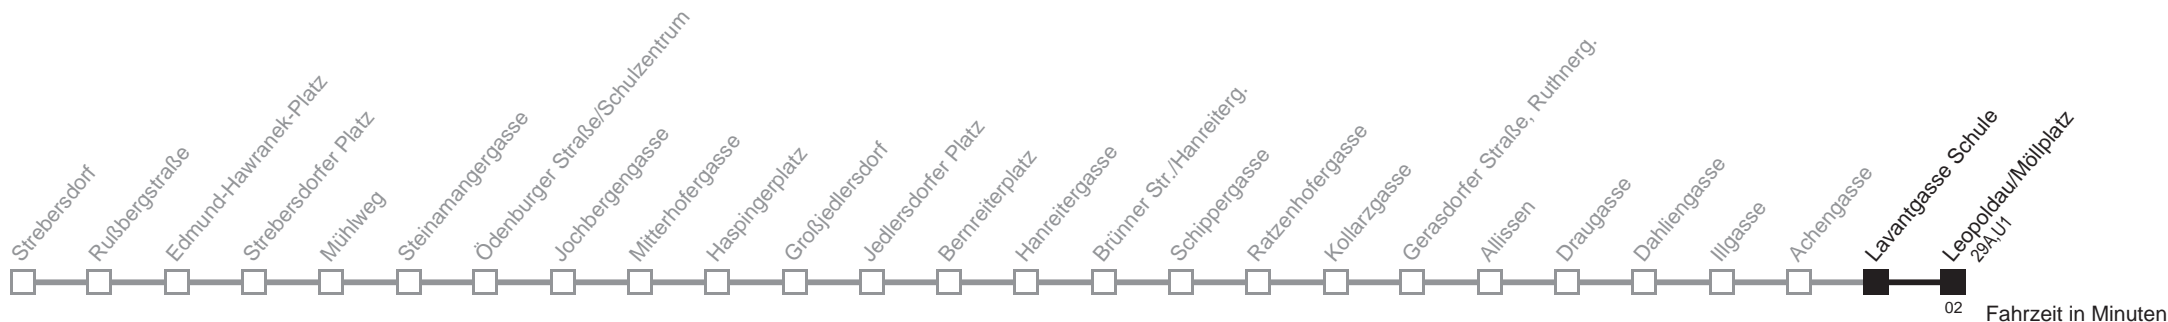 Strebersdorf
Rußbergstraße
Edmund-Hawranek-Platz
Strebersdorfer Platz
Mühlweg
Steinamangergasse
Ödenburger Straße/Schulzentrum
Jochbergengasse
Mitterhofergasse
Haspingerplatz
Großjedlersdorf
Jedlersdorfer Platz
Bernreiterplatz
Hanreitergasse
Brünner Str./Hanreiterg.
Schippergasse
Ratzenhofergasse
Kollarzgasse
Gerasdorfer Straße, Ruthnerg.
Allissen
Draugasse
Dahliengasse
Illgasse
Achengasse
Lavantgasse Schule
Leopoldau/Möllplatz
29A,U1
02
Fahrzeit in Minuten